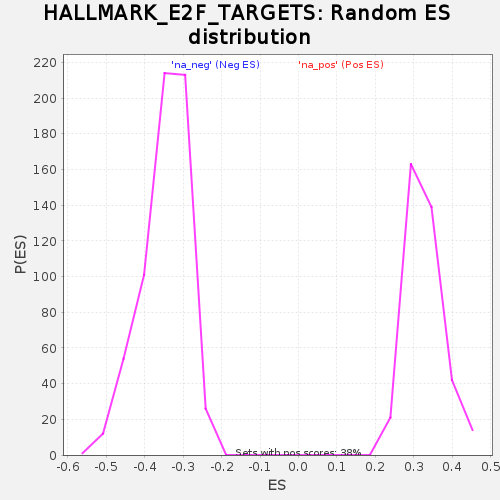 HALLMARK_E2F_TARGETS: Random ES
distribution
'na_neg' (Neg ES) 'na_pos' (Pos ES)
220
200
180
160
140
120
100
80
60
40
20
0
P(ES)
Sets with pos scores: 38%
-0.6 -0.5 -0.4 -0.3 -0.2 -0.1 0.0 0.1 0.2 0.3 0.4 0.5
ES